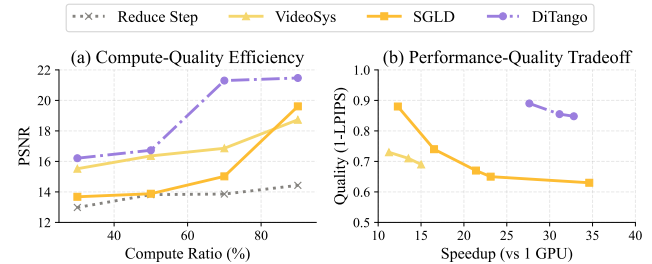 Reduce Step VideoSys SGLD DiTango
(a) Compute-Quality Efficiency
PSNR
22
20
18
16
14
12
40 60 80
Compute Ratio (%)
(b) Performance-Quality Tradeoff
Quality (1-LPIPS)
1.0
0.9
0.8
0.7
0.6
0.5
10 15 20 25 30 35 40
Speedup (vs 1 GPU)